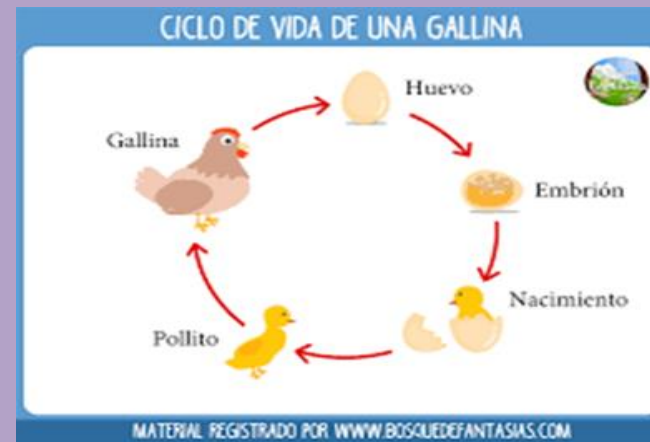 CICLO DE VIDA DE UNA GALLINA
Huevo
Gallina
Embrión
Nacimiento
Pollito
MATERIAL REGISTRADO POR WWW.BOSQUEDEFANTASIAS.COM